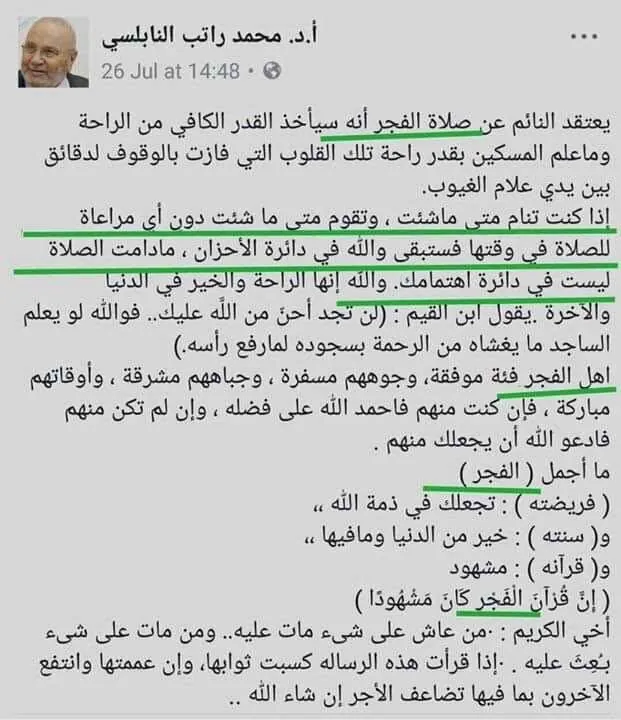 أ.د. محمد راتب النابلسي
26 Jul at 14:48 •
يعتقد النائم عن صلاة الفجر أنه سيأخذ القدر الكافي من الراحة
وماعلم المسكين بقدر راحة تلك القلوب التي فازت بالوقوف لدقائق
بين يدي علام الغيوب.
إذا كنت تنام متى ماشئت ، وتقوم متى ما شئت دون أي مراعاة
للصلاة في وقتها فستبقى والله في دائرة الأحزان ، مادامت الصلاة
ليست في دائرة اهتمامك. والله إنها الراحة والخير في الدنيا
والآخرة .يقول ابن القيم : (لن تجد أحنّ من اللَّه عليك.. فوالله لو يعلم
الساجد ما يغشاه من الرحمة بسجوده لمارفع رأسه.)
اهل الفجر فئة موفقة، وجوههم مسفرة ، وجباههم مشرقة ، وأوقاتهم
مباركة ، فإن كنت منهم فاحمد الله على فضله ، وإن لم تكن منهم
فادعو الله أن يجعلك منهم .
ما أجمل ( الفجر )
( فريضته ) : تجعلك في ذمة الله ،،
و( سنته ) : خير من الدنيا ومافيها ،،
و( قرآنه ) : مشهود
( إنَّ قُرْآنَ الْفَجْرِ كَانَ مَشْهُودًا )
أخي الكريم : ·من عاش على شىء مات عليه.. ومن مات على شىء
بـُعِثَ عليه . ·إذا قرأت هذه الرساله كسبت ثوابها، وإن عممتها وانتفع
الآخرون بما فيها تضاعف الأجر إن شاء الله ..